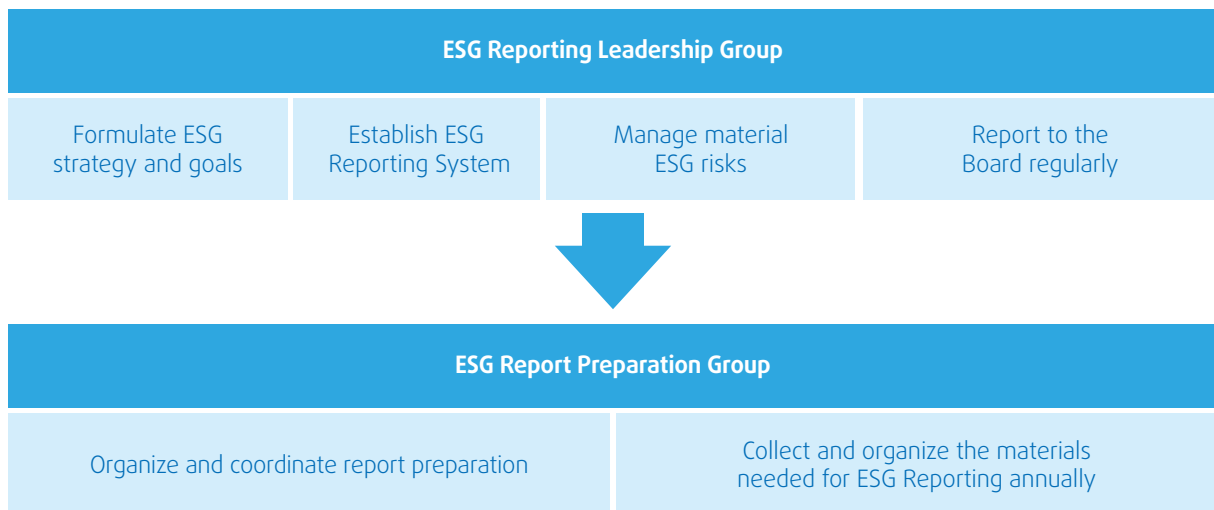 ESG Reporting Leadership Group
Formulate ESG
strategy and goals
Establish ESG
Reporting System
Manage material
ESG risks
Report to the
Board regularly
ESG Report Preparation Group
Organize and coordinate report preparation
Collect and organize the materials
needed for ESG Reporting annually